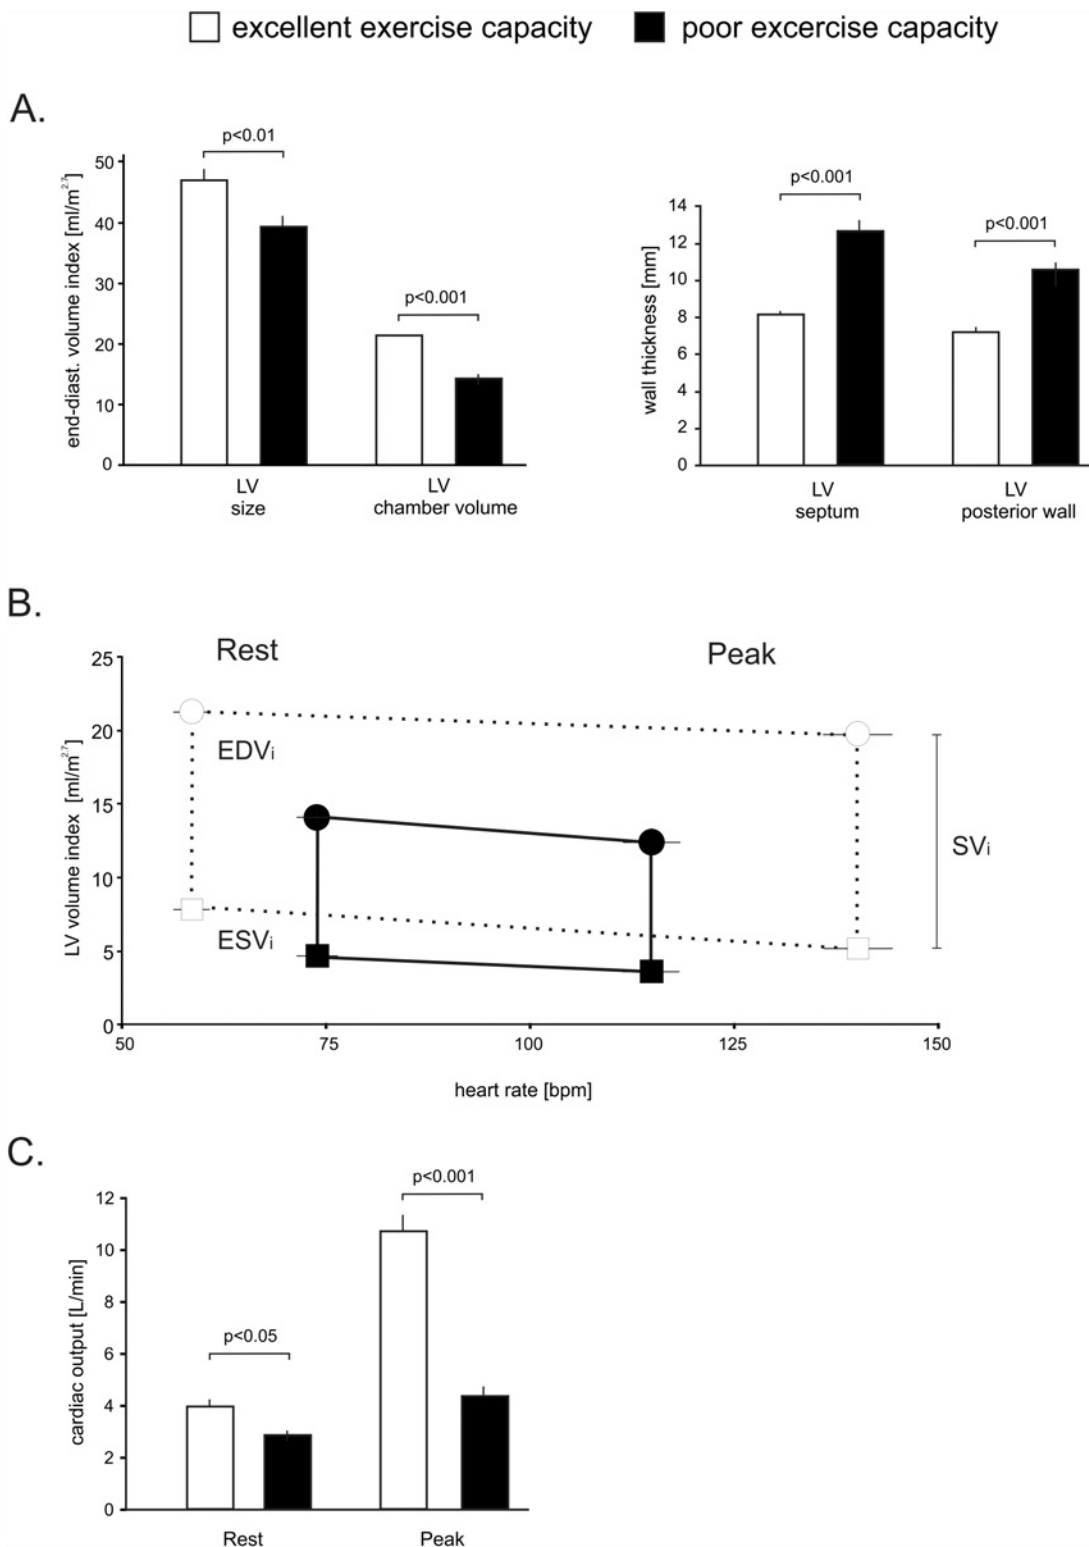 excellent exercise capacity
poor excercise capacity
A.
p<0.01
p<0.001
50
40
30
20
10
0
end-diast. volume index [ml/m2.7]
LV
size
LV
chamber volume
p<0.001
p<0.001
14
12
10
8
6
4
2
0
wall thickness [mm]
LV
septum
LV
posterior wall
B.
Rest
Peak
25
20
15
10
5
0
LV volume index [ml/m2.7]
EDVi
ESVi
SVi
50
75
100
125
150
heart rate [bpm]
C.
p<0.001
p<0.05
12
10
8
6
4
2
0
cardiac output [L/min]
Rest
Peak